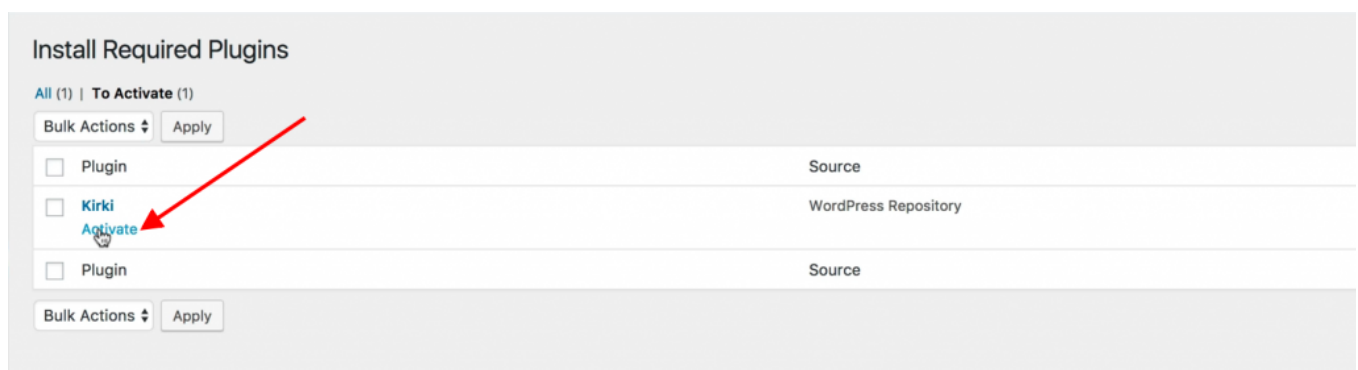 Install Required Plugins
All (1) | To Activate (1)
Bulk Actions Apply
Plugin Source
Kirki WordPress Repository
Activate
Plugin Source
Bulk Actions Apply